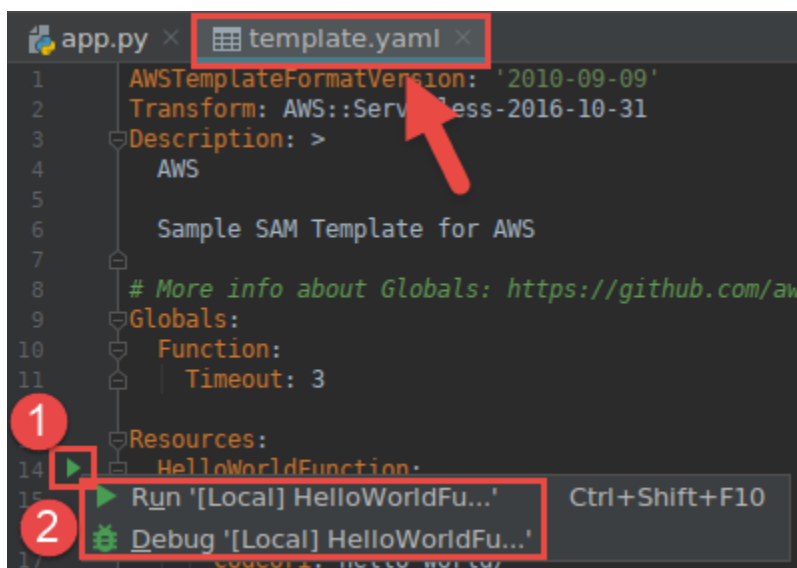 app.py × template.yaml ×
1 AWSTemplateFormatVersion: '2010-09-09'
2 Transform: AWS::Serv less-2016-10-31
3 Description: >
4 AWS
5
6 Sample SAM Template for AWS
7
8 # More info about Globals: https://github.com/aw
9 Globals:
10 Function:
11 Timeout: 3
1
Resources:
14 HelloWorldFunction:
15 Run '[Local] HelloWorldFu...' Ctrl+Shift+F10
2 Debug '[Local] HelloWorldFu...'
17